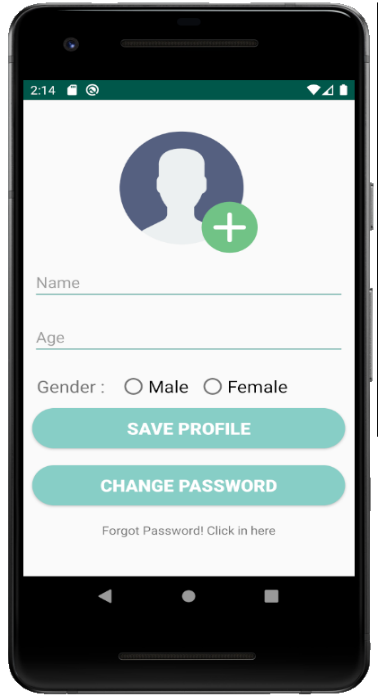 2:14
Name
Age
Gender : Male Female
SAVE PROFILE
CHANGE PASSWORD
Forgot Password! Click in here